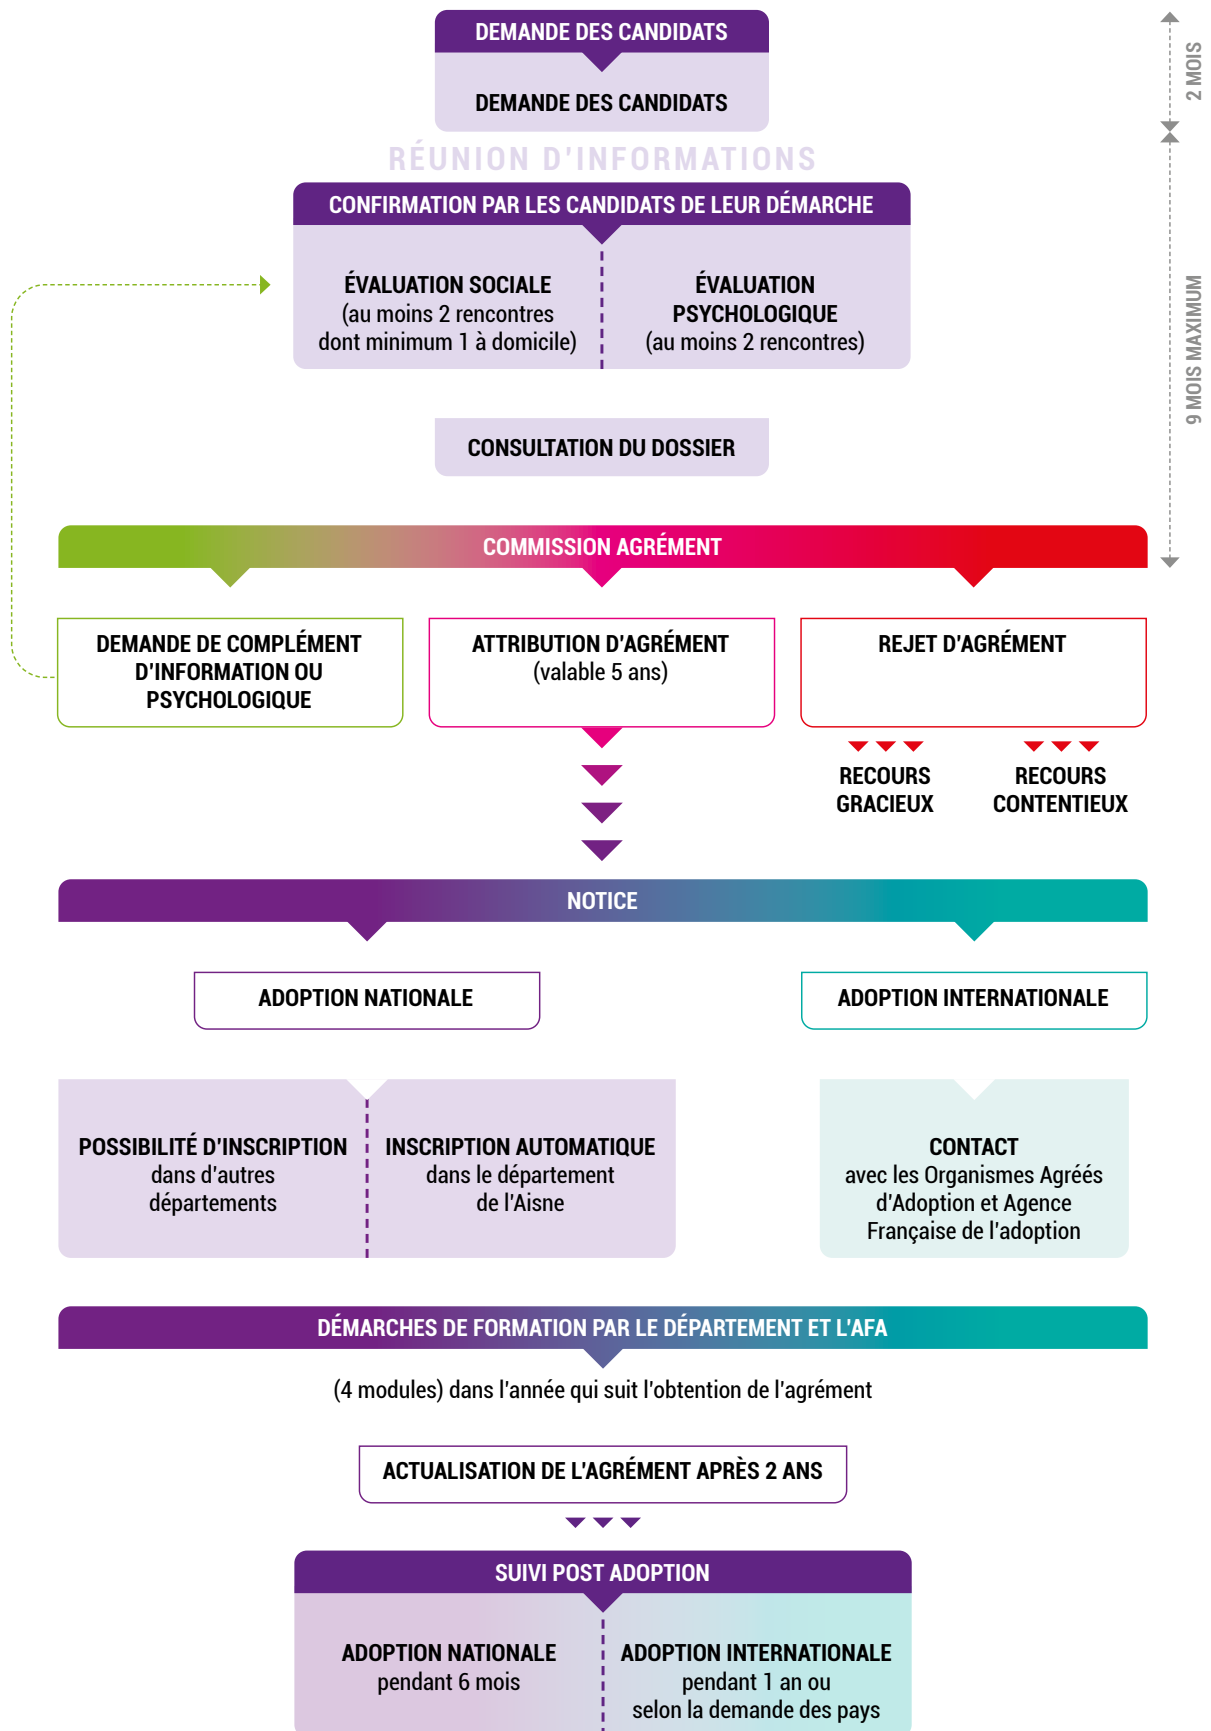 DEMANDE DES CANDIDATS
DEMANDE DES CANDIDATS
2 MOIS
RÉUNION D'INFORMATIONS
CONFIRMATION PAR LES CANDIDATS DE LEUR DÉMARCHE
ÉVALUATION SOCIALE
(au moins 2 rencontres
dont minimum 1 à domicile)
ÉVALUATION
PSYCHOLOGIQUE
(au moins 2 rencontres)
9 MOIS MAXIMUM
CONSULTATION DU DOSSIER
COMMISSION AGRÉMENT
DEMANDE DE COMPLÉMENT
D'INFORMATION OU
PSYCHOLOGIQUE
ATTRIBUTION D'AGRÉMENT
(valable 5 ans)
REJET D'AGRÉMENT
RECOURS
GRACIEUX
RECOURS
CONTENTIEUX
NOTICE
ADOPTION NATIONALE
ADOPTION INTERNATIONALE
POSSIBILITÉ D'INSCRIPTION
dans d'autres
départements
INSCRIPTION AUTOMATIQUE
dans le département
de l'Aisne
CONTACT
avec les Organismes Agréés
d'Adoption et Agence
Française de l'adoption
DÉMARCHES DE FORMATION PAR LE DÉPARTEMENT ET L'AFA
(4 modules) dans l'année qui suit l'obtention de l'agrément
ACTUALISATION DE L'AGRÉMENT APRÈS 2 ANS
SUIVI POST ADOPTION
ADOPTION NATIONALE
pendant 6 mois
ADOPTION INTERNATIONALE
pendant 1 an ou
selon la demande des pays